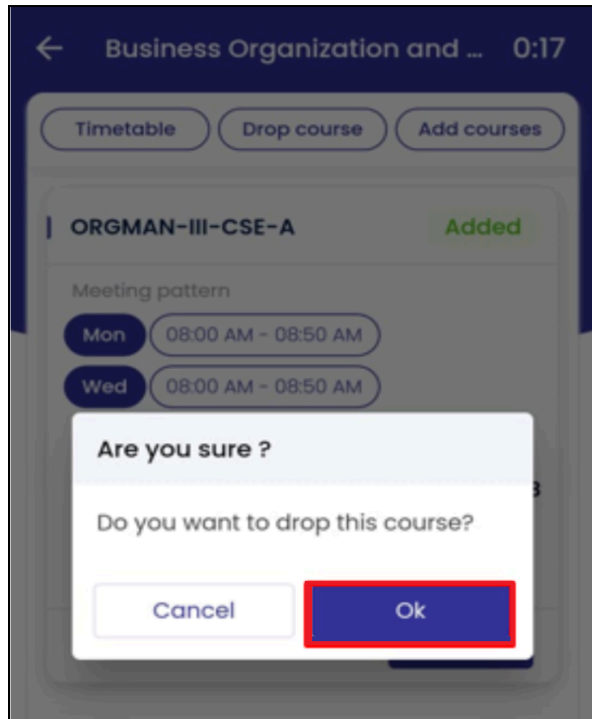 Business Organization and ... 0:17
Timetable Drop course Add courses
ORGMAN-III-CSE-A Added
Meeting pattern
Mon 08:00 AM - 08:50 AM
Wed 08:00 AM - 08:50 AM
Are you sure ?
Do you want to drop this course?
Cancel Ok